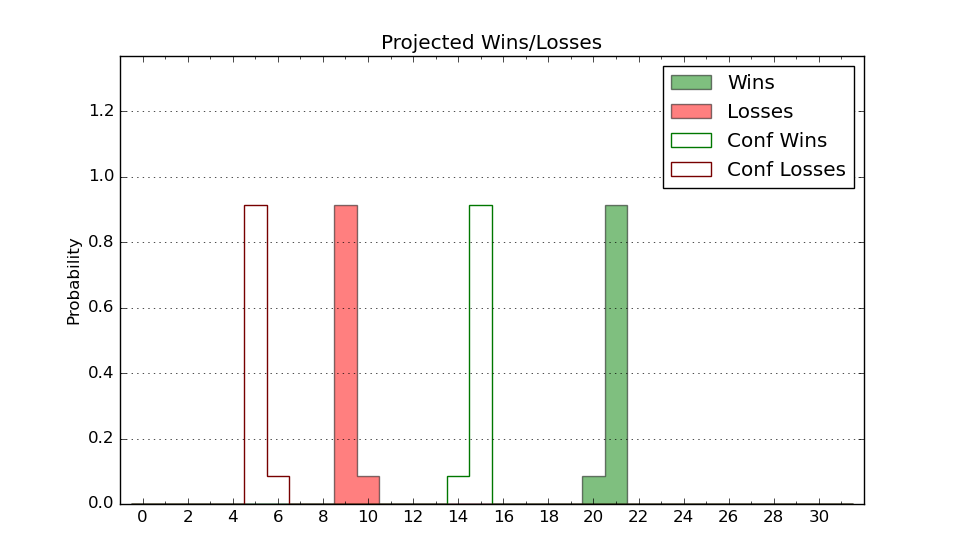 Projected Wins/Losses
Wins
Losses
Conf Wins
Conf Losses
Probability
1.2
1.0
0.8
0.6
0.4
0.2
0.0
0 2 4 6 8 10 12 14 16 18 20 22 24 26 28 30